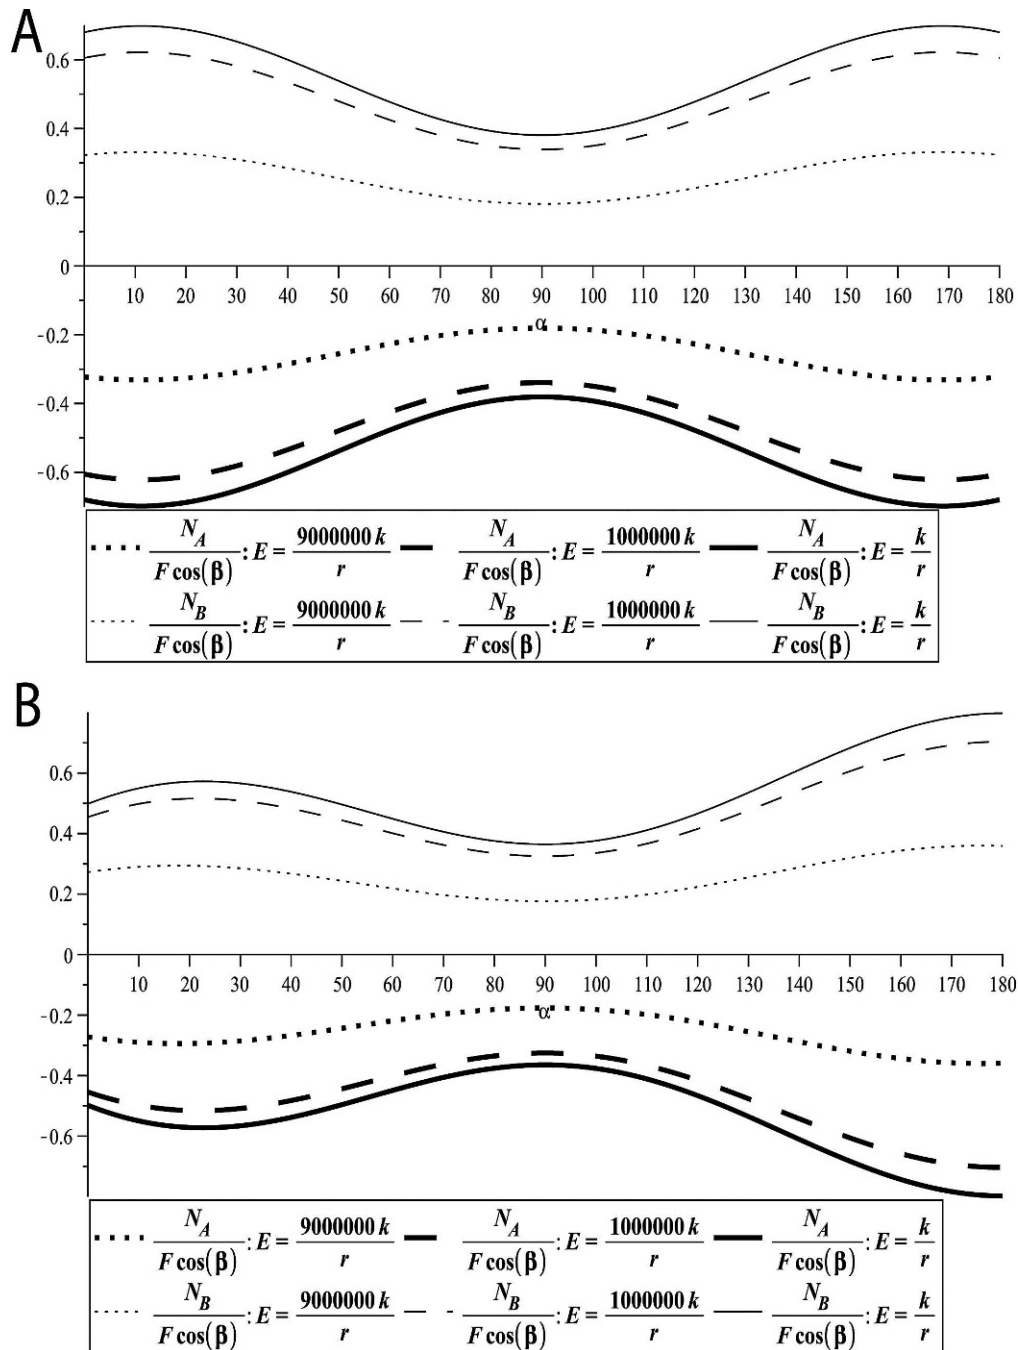 A
0.6
0.4
0.2
0
10 20 30 40 50 60 70 80 90 100 110 120 130 140 150 160 170 180
α
-0.2
-0.4
-0.6
N_A / F cos(β) : E = 9000000 k / r N_A / F cos(β) : E = 1000000 k / r N_A / F cos(β) : E = k / r
N_B / F cos(β) : E = 9000000 k / r N_B / F cos(β) : E = 1000000 k / r N_B / F cos(β) : E = k / r
B
0.6
0.4
0.2
0
10 20 30 40 50 60 70 80 90 100 110 120 130 140 150 160 170 180
α
-0.2
-0.4
-0.6
N_A / F cos(β) : E = 9000000 k / r N_A / F cos(β) : E = 1000000 k / r N_A / F cos(β) : E = k / r
N_B / F cos(β) : E = 9000000 k / r N_B / F cos(β) : E = 1000000 k / r N_B / F cos(β) : E = k / r